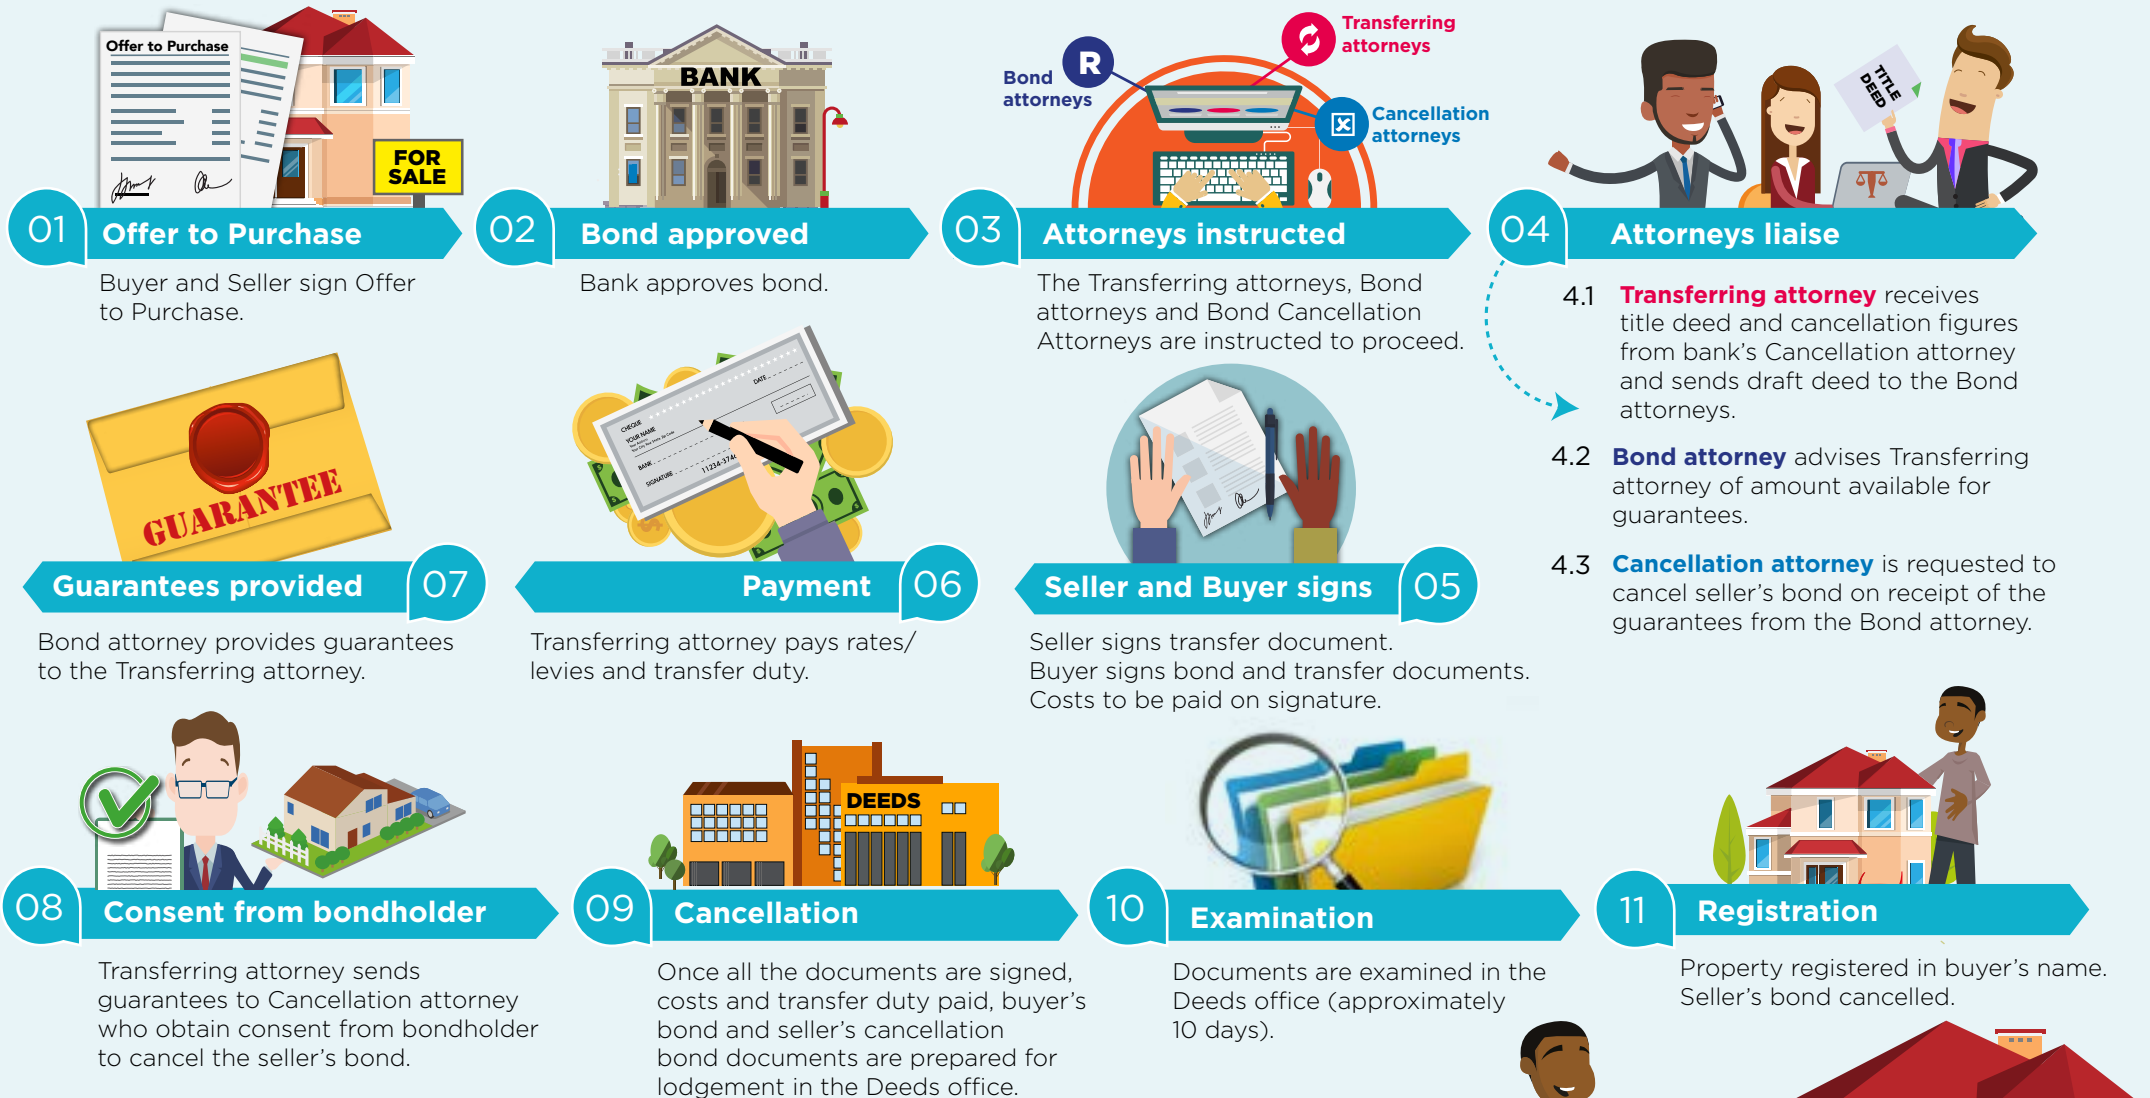 Offer to Purchase
FOR
SALE
01
Offer to Purchase
Buyer and Seller sign Offer
to Purchase.
BANK
02
Bond approved
Bank approves bond.
Bond
attorneys
R
Transferring
attorneys
Cancellation
attorneys
03
Attorneys instructed
The Transferring attorneys, Bond
attorneys and Bond Cancellation
Attorneys are instructed to proceed.
TITLE
DEED
04
Attorneys liaise
4.1 Transferring attorney receives
title deed and cancellation figures
from bank's Cancellation attorney
and sends draft deed to the Bond
attorneys.
4.2 Bond attorney advises Transferring
attorney of amount available for
guarantees.
4.3 Cancellation attorney is requested to
cancel seller's bond on receipt of the
guarantees from the Bond attorney.
Seller and Buyer signs
05
Seller signs transfer document.
Buyer signs bond and transfer documents.
Costs to be paid on signature.
CHEQUE
DATE
YOUR NAME
BANK
SIGNATURE
Payment
06
Transferring attorney pays rates/
levies and transfer duty.
GUARANTEE
Guarantees provided
07
Bond attorney provides guarantees
to the Transferring attorney.
08
Consent from bondholder
Transferring attorney sends
guarantees to Cancellation attorney
who obtain consent from bondholder
to cancel the seller's bond.
DEEDS
09
Cancellation
Once all the documents are signed,
costs and transfer duty paid, buyer's
bond and seller's cancellation
bond documents are prepared for
lodgement in the Deeds office.
10
Examination
Documents are examined in the
Deeds office (approximately
10 days).
11
Registration
Property registered in buyer's name.
Seller's bond cancelled.